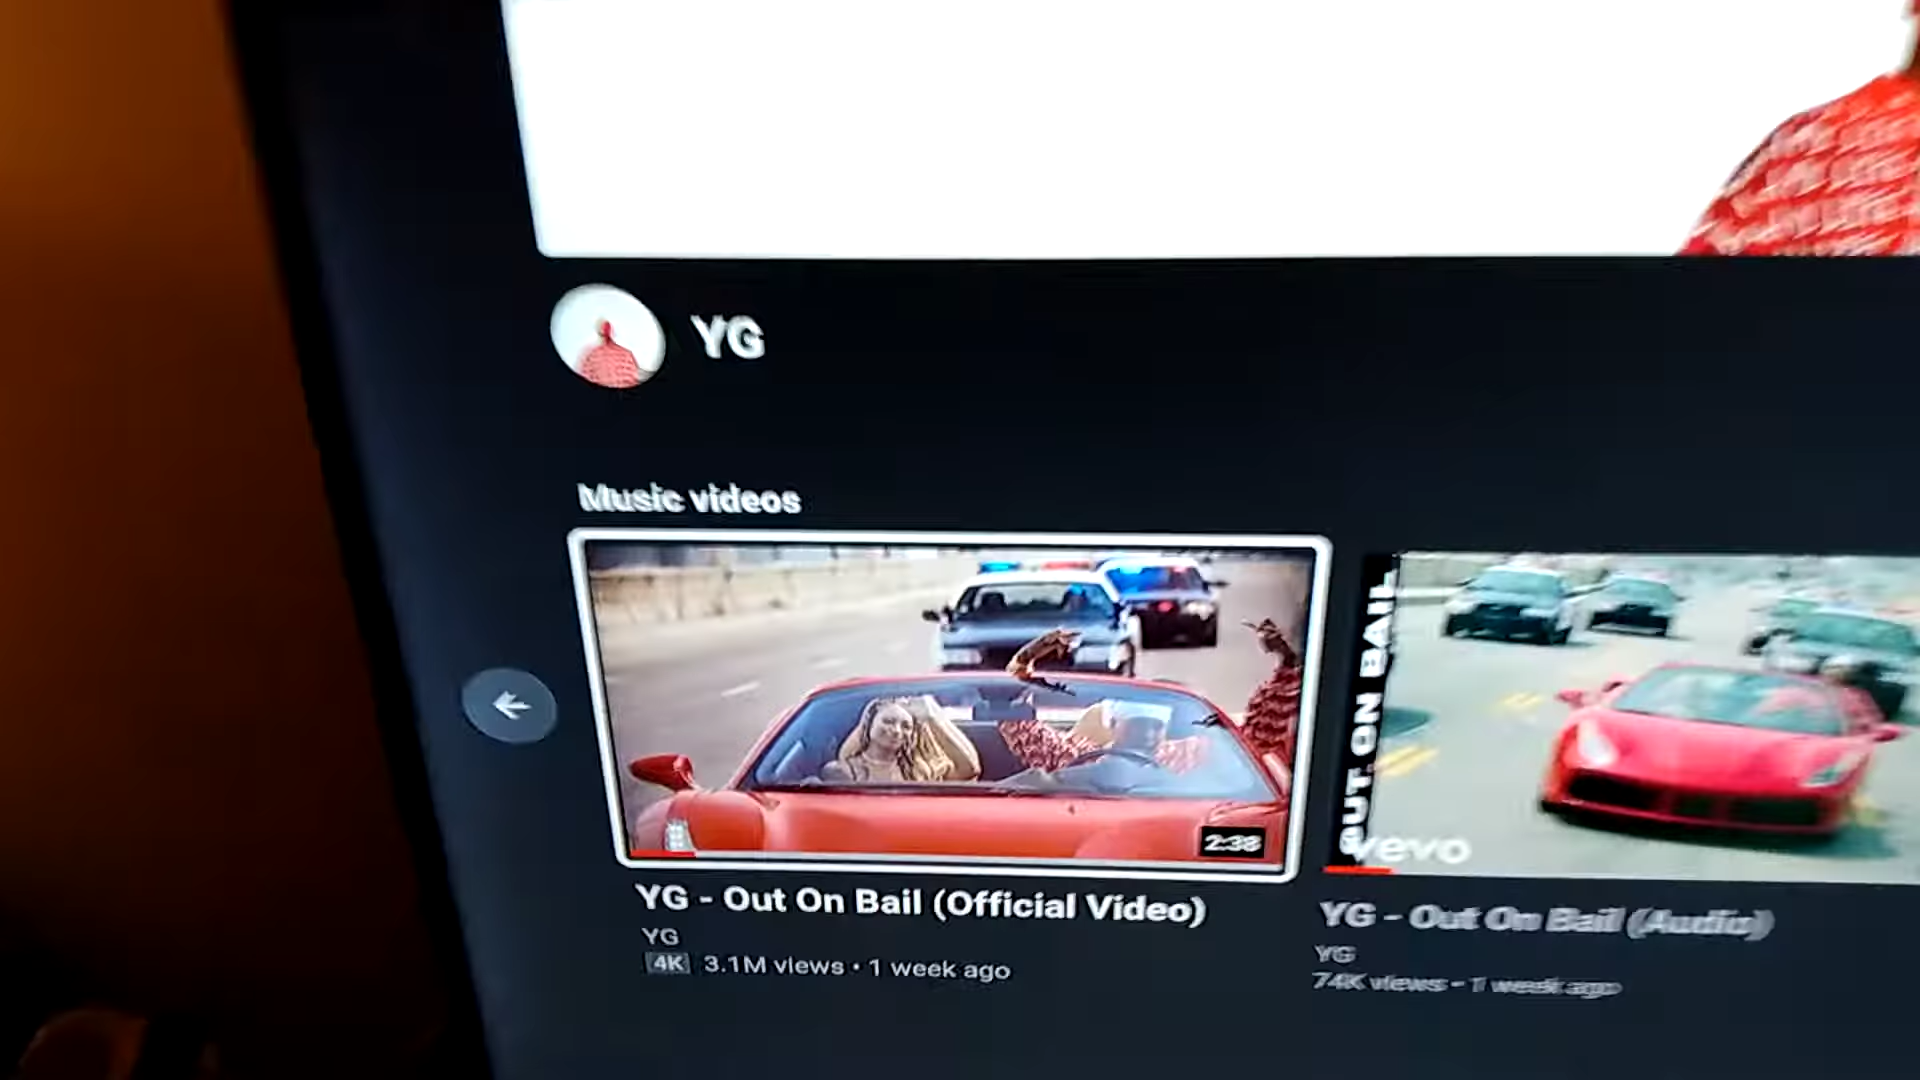 YG
Music videos
2:38
OUT ON BAIL
vevo
YG - Out On Bail (Official Video)
YG
4K 3.1M views • 1 week ago
YG - Out On Bail (Audio)
YG
74K views • 1 week ago